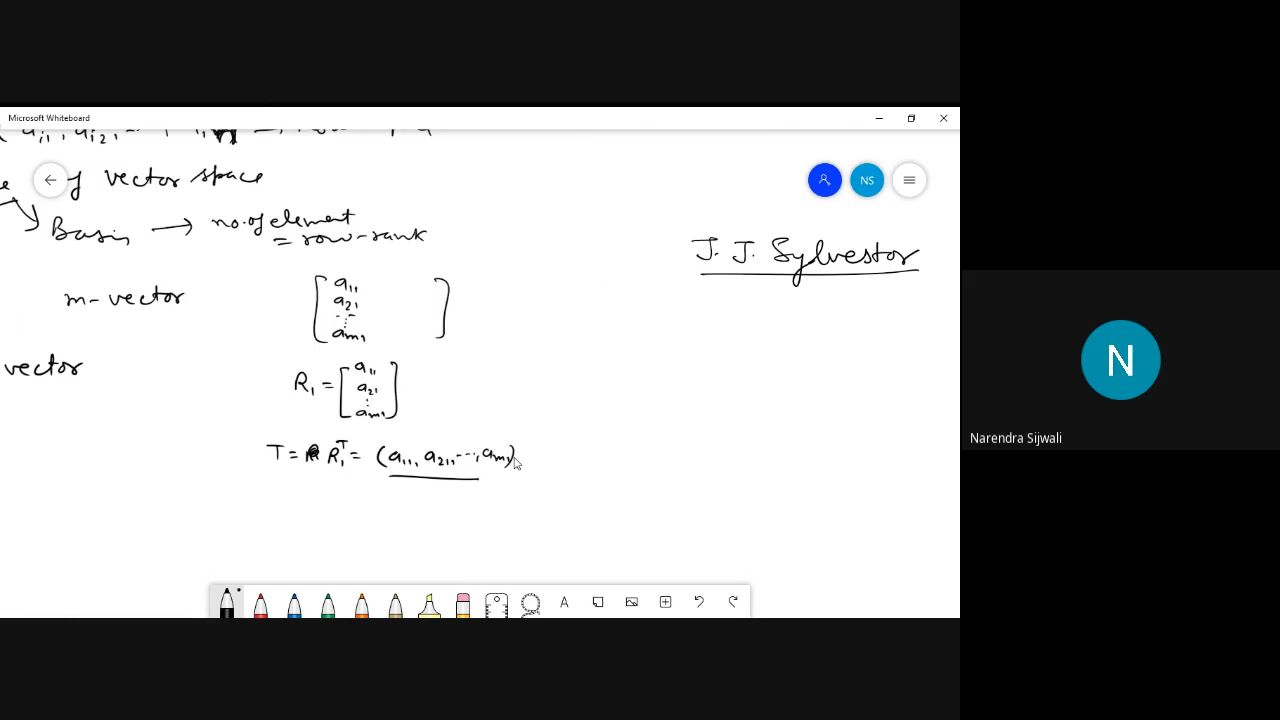 Microsoft Whiteboard
of vector space
NS
Basis → no. of element
= row-rank
J. J. Sylvestor
m-vector
a₁₁
a₂₁
⋮
aₘ₁
vector
R₁ = [a₁₁
a₂₁
⋮
aₘ₁]
T = R₁ᵀ = (a₁₁, a₂₁, ..., aₘ₁)
N
Narendra Sijwali
A